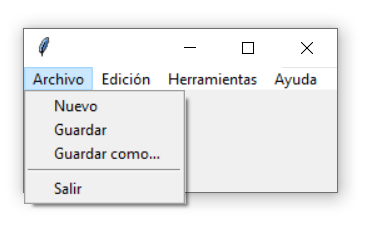 Archivo Edición Herramientas Ayuda
Nuevo
Guardar
Guardar como...
Salir